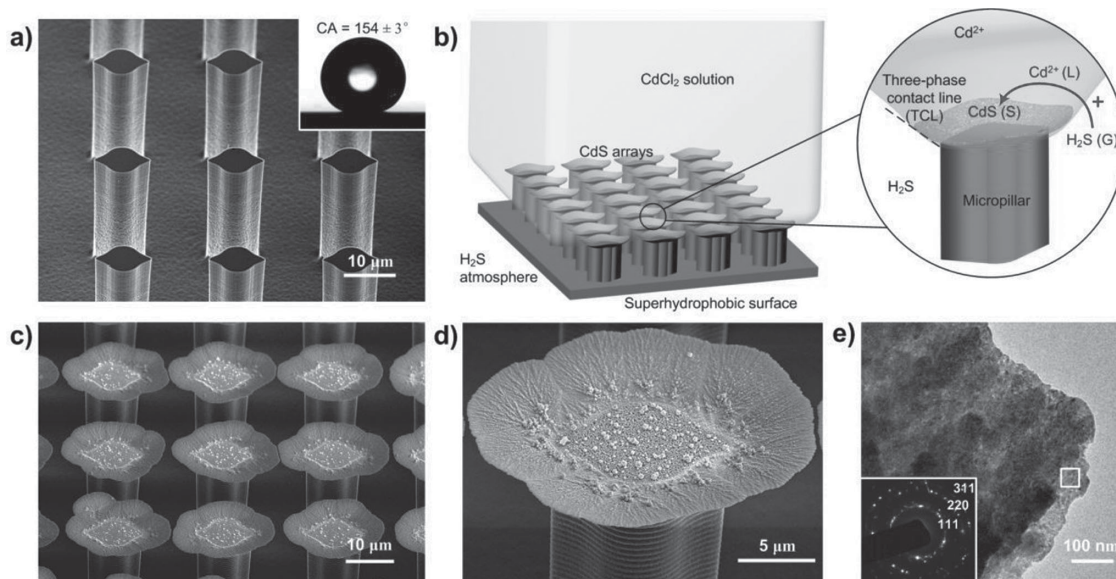 a)
CA = 154 ± 3°
10 µm
b)
CdCl₂ solution
CdS arrays
H₂S
atmosphere
Superhydrophobic surface
Cd²⁺
Three-phase
contact line
(TCL)
Cd²⁺ (L)
CdS (S)
+
H₂S (G)
H₂S
Micropillar
c)
10 µm
d)
5 µm
e)
311
220
111
100 nm